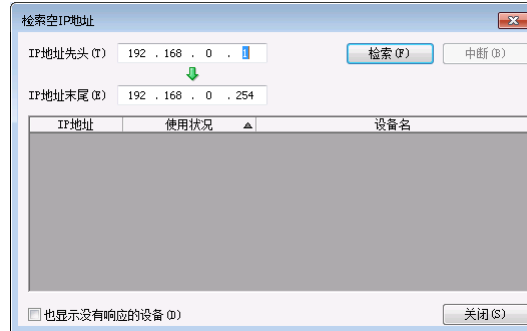 检索空IP地址
IP地址先头(T) 192 . 168 . 0 . 1 检索(F) 中断(B)
IP地址末尾(E) 192 . 168 . 0 . 254
IP地址 使用状况 设备名
也显示没有响应的设备(D) 关闭(S)